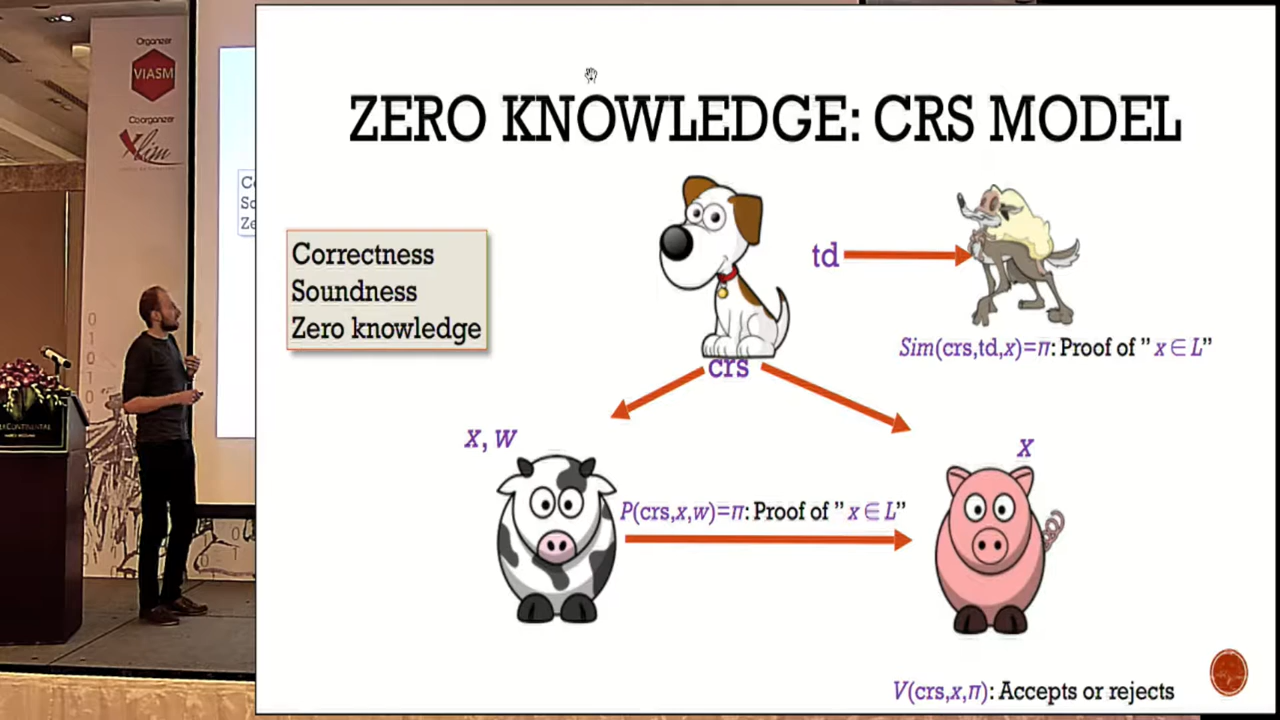 Organizer
VIASM
Co-organizer
Xlim
ZERO KNOWLEDGE: CRS MODEL
Correctness
Soundness
Zero knowledge
td
Sim(crs,td,x)=π: Proof of ” x ∈ L”
crs
x, w
x
P(crs,x,w)=π: Proof of ” x ∈ L”
V(crs,x,π): Accepts or rejects